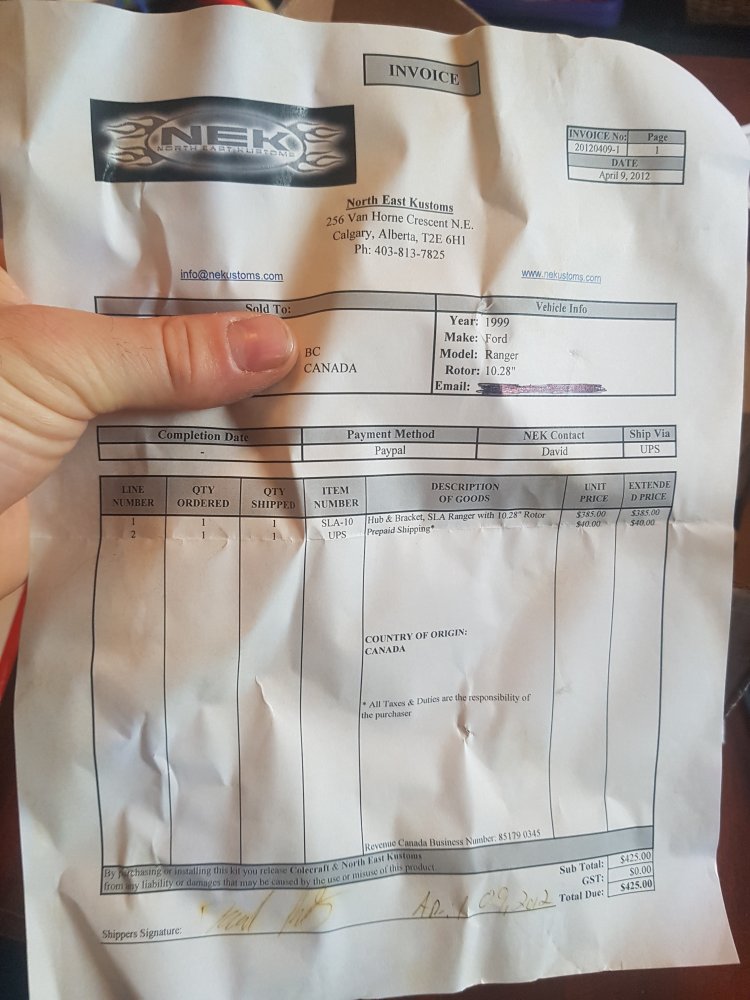 INVOICE
NEK
NORTH EAST KUSTOMS
INVOICE No: Page
20120409-1 1
DATE
April 9, 2012
North East Kustoms
256 Van Horne Crescent N.E.
Calgary, Alberta, T2E 6H1
Ph: 403-813-7825
info@nekustoms.com www.nekustoms.com
Sold To: Vehicle Info
BC
CANADA
Year: 1999
Make: Ford
Model: Ranger
Rotor: 10.28"
Email:
Completion Date Payment Method NEK Contact Ship Via
- Paypal David UPS
LINE NUMBER QTY ORDERED QTY SHIPPED ITEM NUMBER DESCRIPTION OF GOODS UNIT PRICE EXTENDE D PRICE
1 1 1 SLA-10 Hub & Bracket, SLA Ranger with 10.28" Rotor $385.00 $385.00
2 1 1 UPS Prepaid Shipping* $40.00 $40.00
COUNTRY OF ORIGIN:
CANADA
* All Taxes & Duties are the responsibility of
the purchaser
Revenue Canada Business Number: 85179 0345
By purchasing or installing this kit you release Colecraft & North East Kustoms
from any liability or damages that may be caused by the use or misuse of this product.
Sub Total: $425.00
GST: $0.00
Total Due: $425.00
Shippers Signature: April 09, 2012